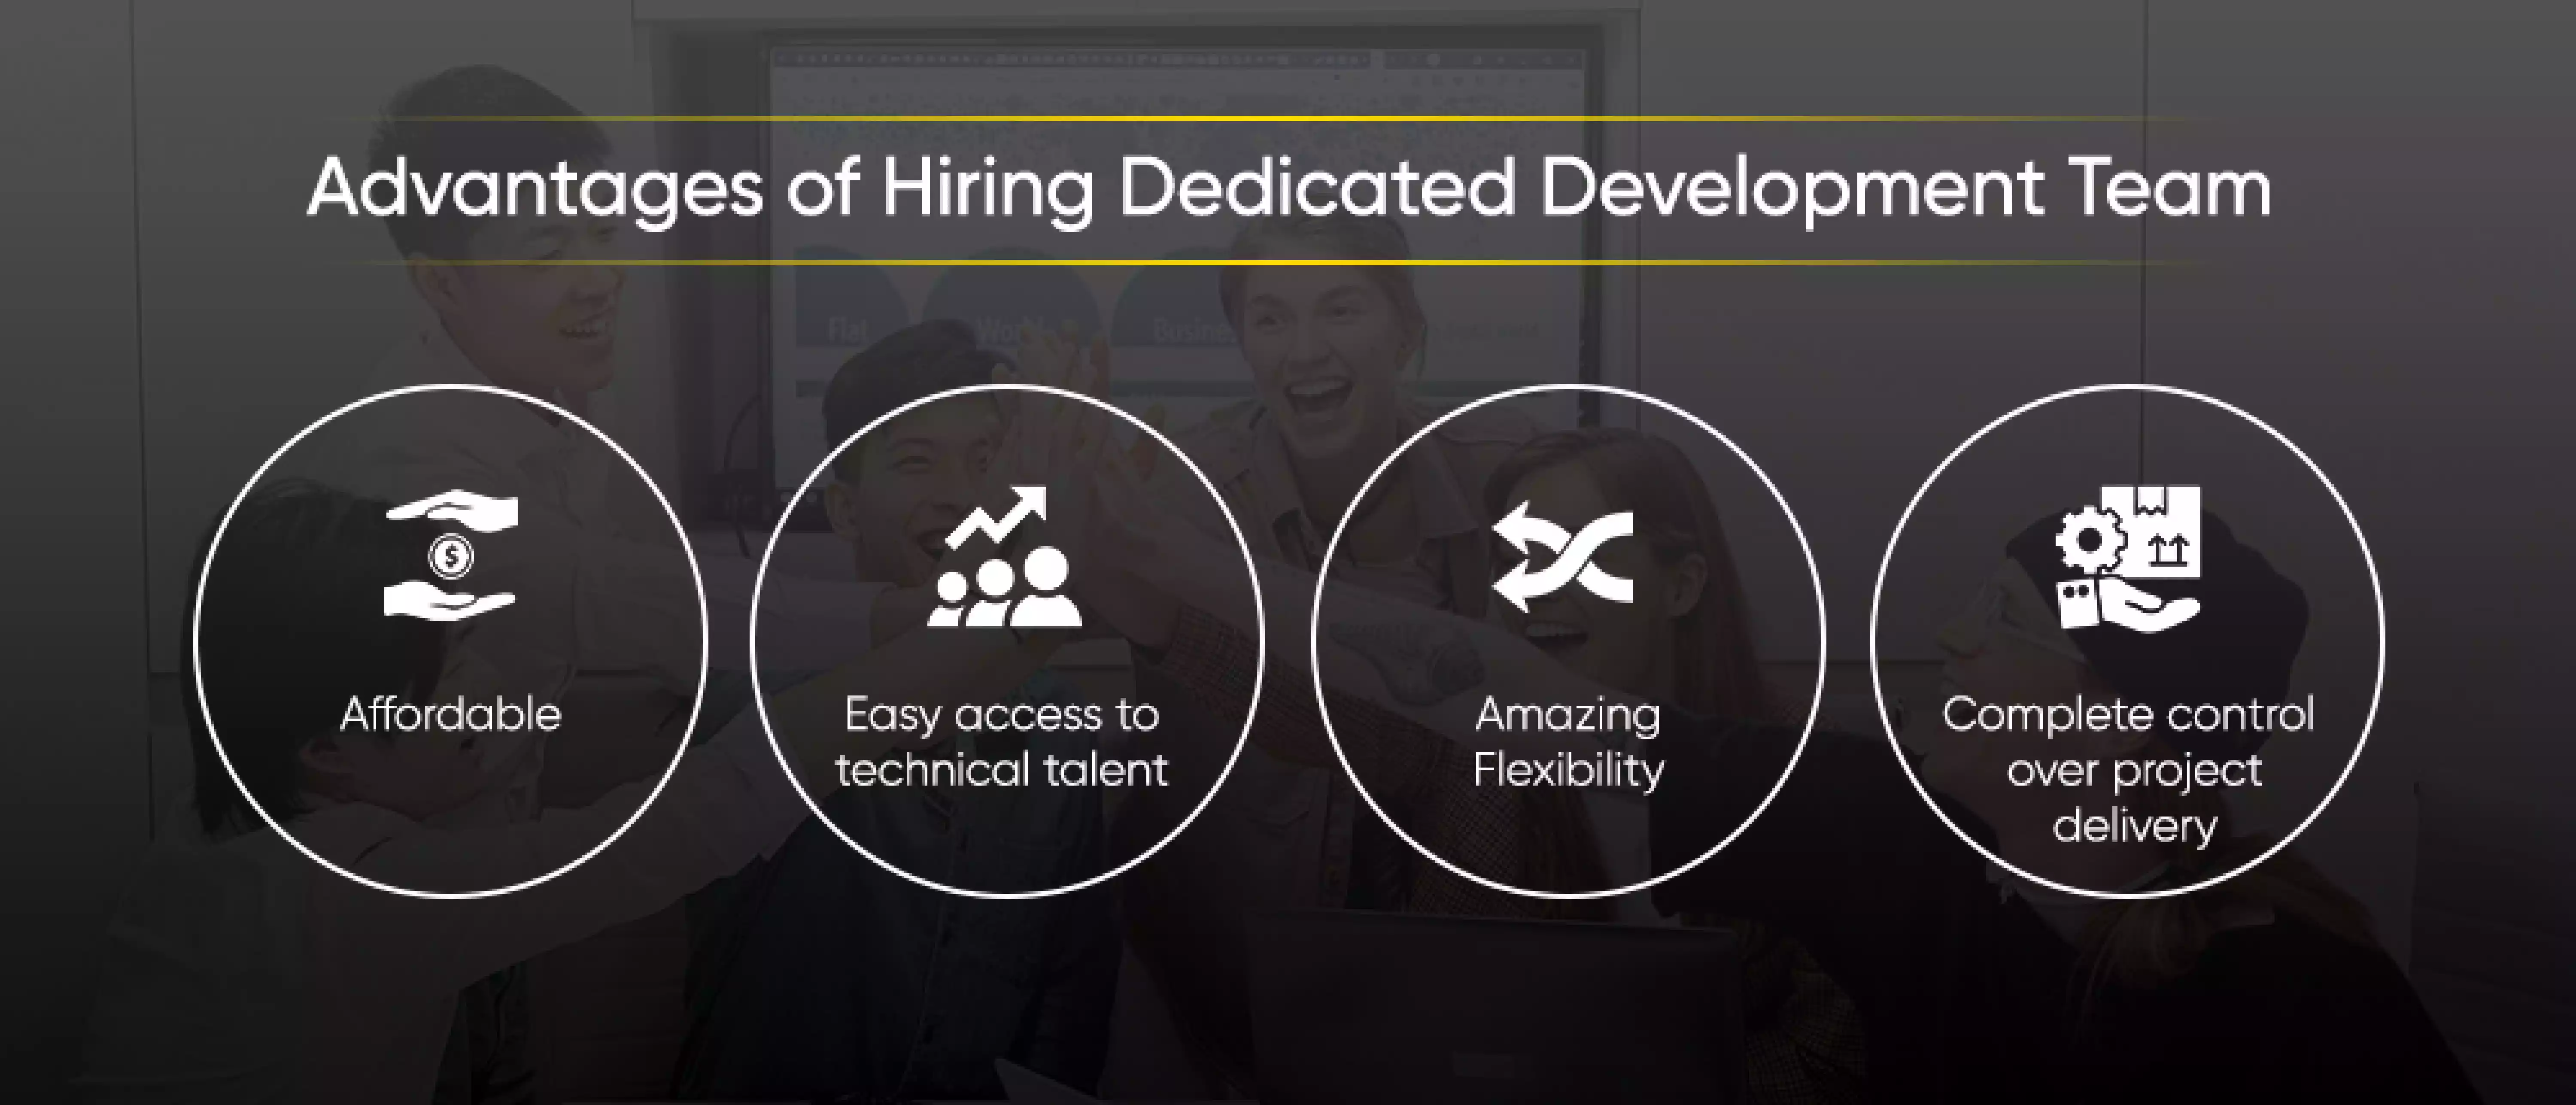 Advantages of Hiring Dedicated Development Team
Flat
Affordable
Easy access to
technical talent
Amazing
Flexibility
Complete control
over project
delivery